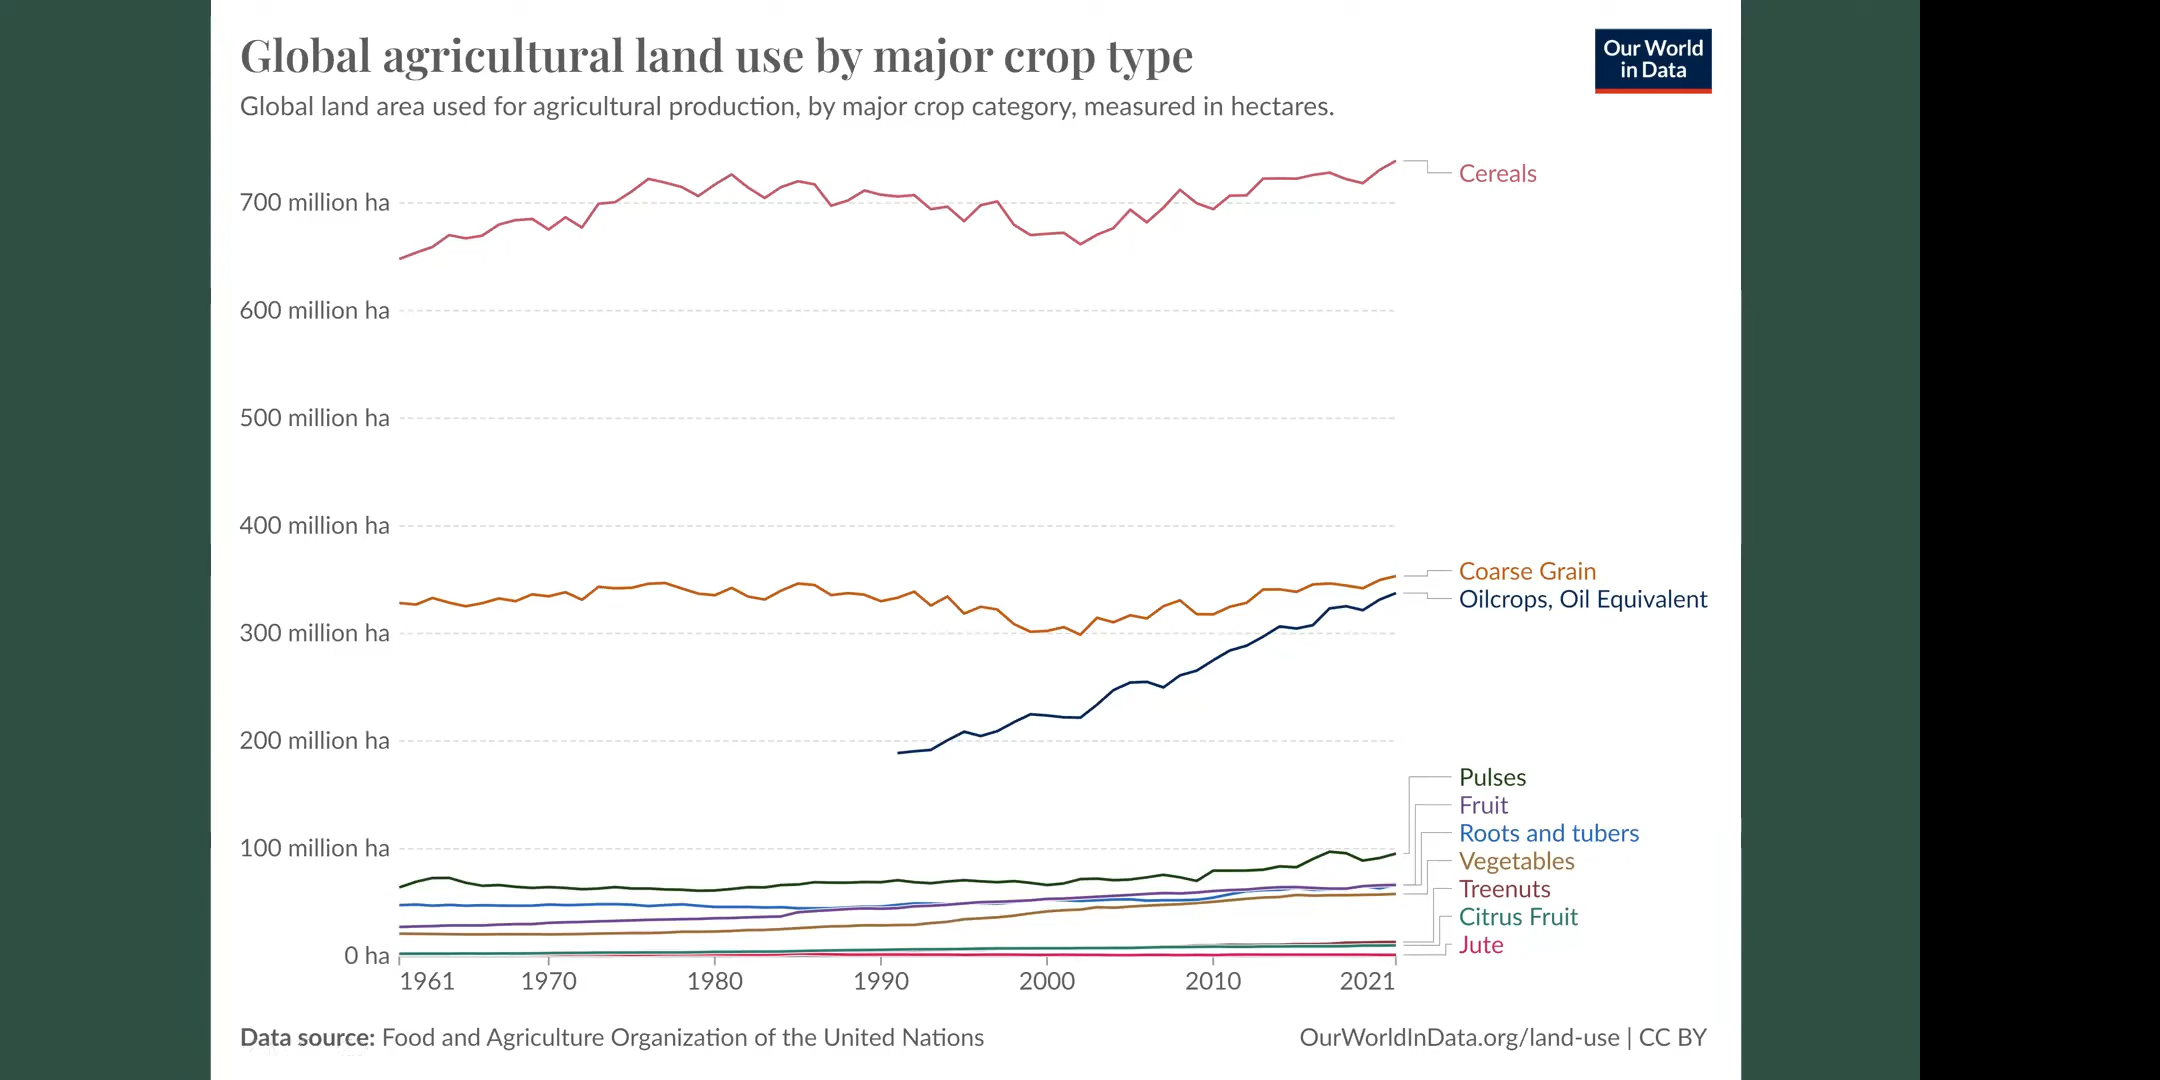 Global agricultural land use by major crop type
Our World
in Data
Global land area used for agricultural production, by major crop category, measured in hectares.
Cereals
700 million ha
600 million ha
500 million ha
400 million ha
Coarse Grain
Oilcrops, Oil Equivalent
300 million ha
200 million ha
Pulses
Fruit
Roots and tubers
100 million ha
Vegetables
Treenuts
Citrus Fruit
Jute
0 ha
1961 1970 1980 1990 2000 2010 2021
Data source: Food and Agriculture Organization of the United Nations
OurWorldInData.org/land-use | CC BY